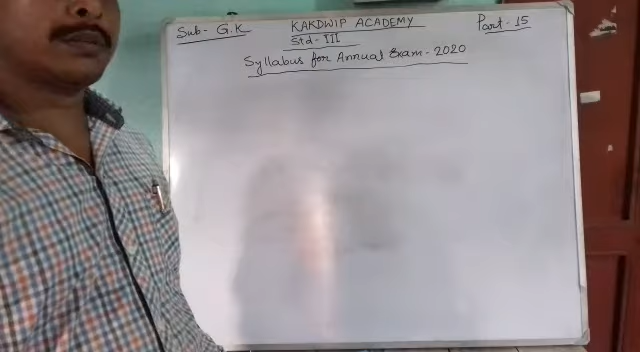 Sub- G.K KAKDWIP ACADEMY Part- 15
Std- III
Syllabus for Annual Exam - 2020